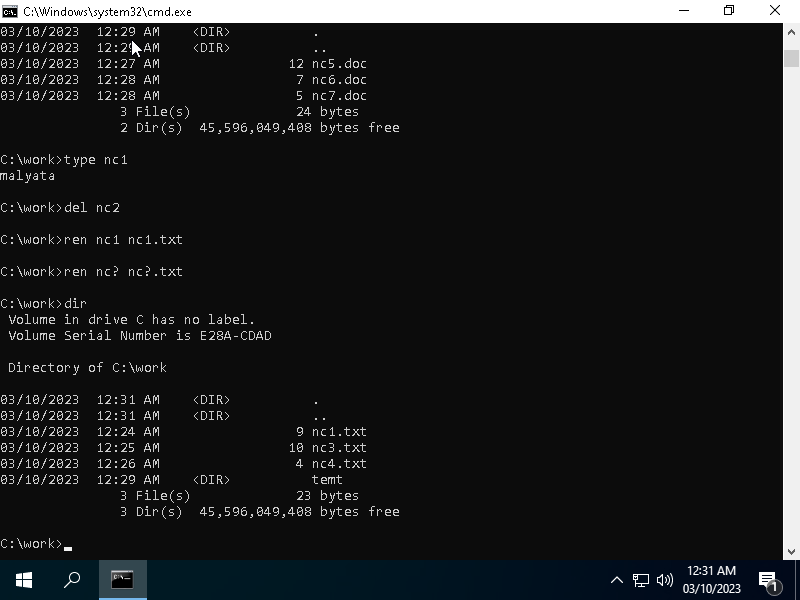 C:\Windows\system32\cmd.exe
03/10/2023  12:29 AM    <DIR>          .
03/10/2023  12:29 AM    <DIR>          ..
03/10/2023  12:27 AM                12 nc5.doc
03/10/2023  12:28 AM                 7 nc6.doc
03/10/2023  12:28 AM                 5 nc7.doc
               3 File(s)             24 bytes
               2 Dir(s)  45,596,049,408 bytes free
C:\work>type nc1
malyata
C:\work>del nc2
C:\work>ren nc1 nc1.txt
C:\work>ren nc? nc?.txt
C:\work>dir
 Volume in drive C has no label.
 Volume Serial Number is E28A-CDAD
 Directory of C:\work
03/10/2023  12:31 AM    <DIR>          .
03/10/2023  12:31 AM    <DIR>          ..
03/10/2023  12:24 AM                 9 nc1.txt
03/10/2023  12:25 AM                10 nc3.txt
03/10/2023  12:26 AM                 4 nc4.txt
03/10/2023  12:29 AM    <DIR>          temt
               3 File(s)             23 bytes
               3 Dir(s)  45,596,049,408 bytes free
C:\work>
12:31 AM
03/10/2023
1